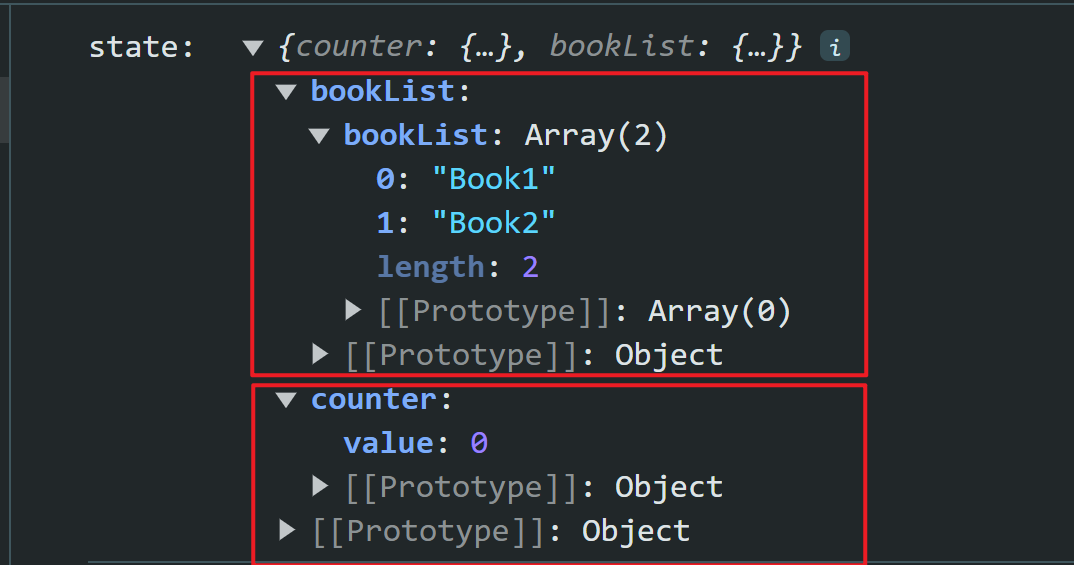 state: ▼ {counter: {…}, bookList: {…}} i
▼ bookList:
▼ bookList: Array(2)
0: "Book1"
1: "Book2"
length: 2
▶ [[Prototype]]: Array(0)
▶ [[Prototype]]: Object
▼ counter:
value: 0
▶ [[Prototype]]: Object
▶ [[Prototype]]: Object